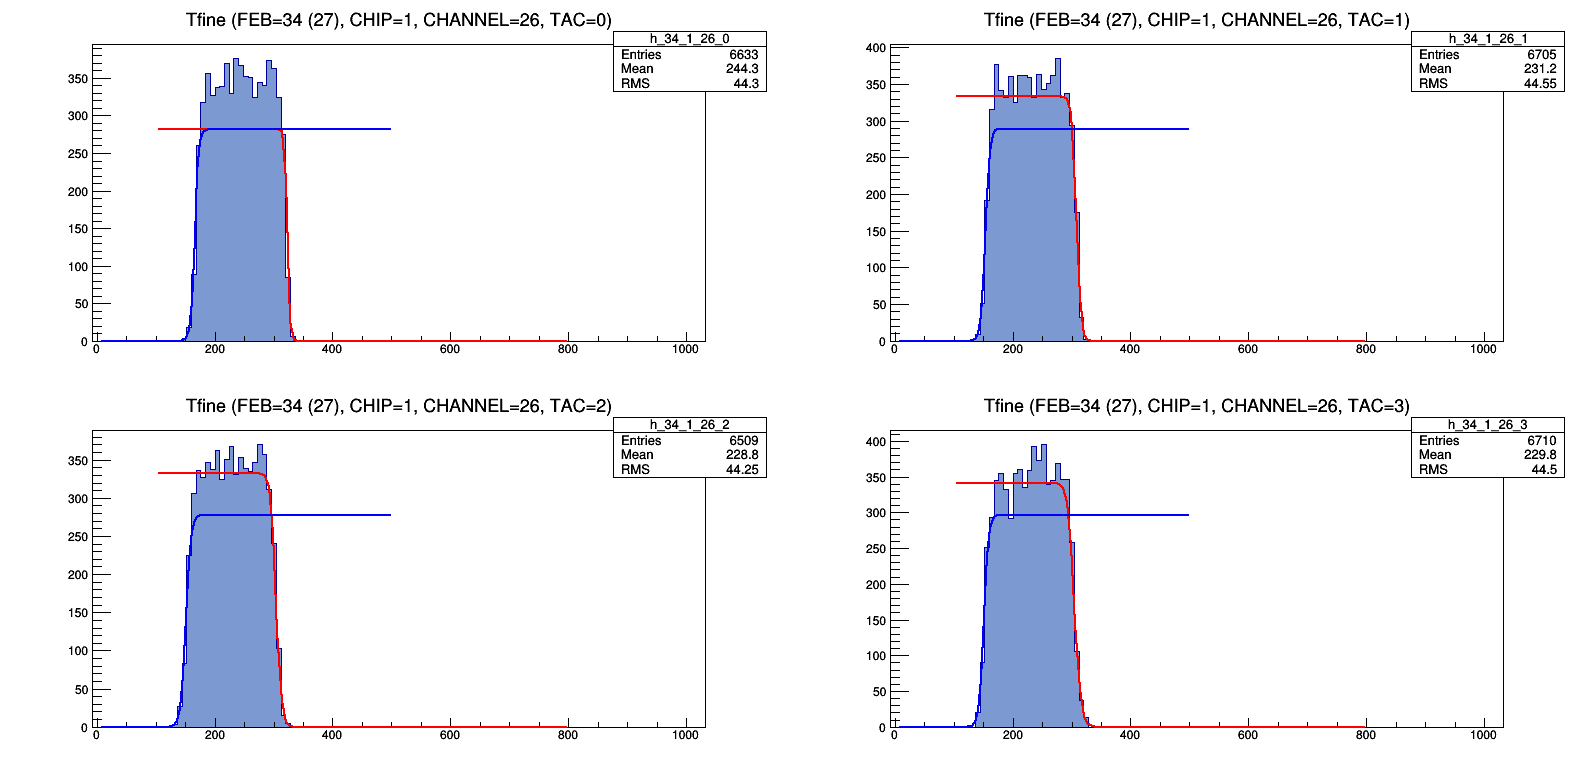 Tfine (FEB=34 (27), CHIP=1, CHANNEL=26, TAC=0)
h_34_1_26_0
Entries 6633
Mean 244.3
RMS 44.3
350
300
250
200
150
100
50
0
0 200 400 600 800 1000
Tfine (FEB=34 (27), CHIP=1, CHANNEL=26, TAC=1)
h_34_1_26_1
Entries 6705
Mean 231.2
RMS 44.55
400
350
300
250
200
150
100
50
0
0 200 400 600 800 1000
Tfine (FEB=34 (27), CHIP=1, CHANNEL=26, TAC=2)
h_34_1_26_2
Entries 6509
Mean 228.8
RMS 44.25
350
300
250
200
150
100
50
0
0 200 400 600 800 1000
Tfine (FEB=34 (27), CHIP=1, CHANNEL=26, TAC=3)
h_34_1_26_3
Entries 6710
Mean 229.8
RMS 44.5
400
350
300
250
200
150
100
50
0
0 200 400 600 800 1000